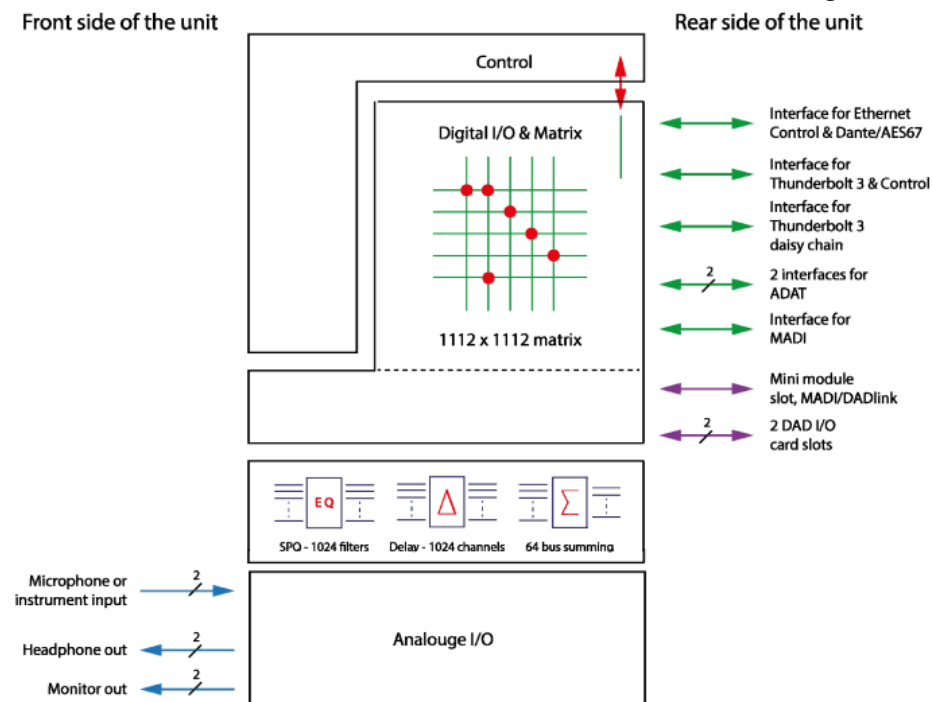 Front side of the unit
Rear side of the unit
Control
Digital I/O & Matrix
1112 x 1112 matrix
Interface for Ethernet
Control & Dante/AES67
Interface for
Thunderbolt 3 & Control
Interface for
Thunderbolt 3
daisy chain
2
2 interfaces for
ADAT
Interface for
MADI
Mini module
slot, MADI/DADlink
2
2 DAD I/O
card slots
EQ
Δ
Σ
SPQ - 1024 filters
Delay - 1024 channels
64 bus summing
Microphone or
instrument input
2
Headphone out
2
Monitor out
2
Analouge I/O